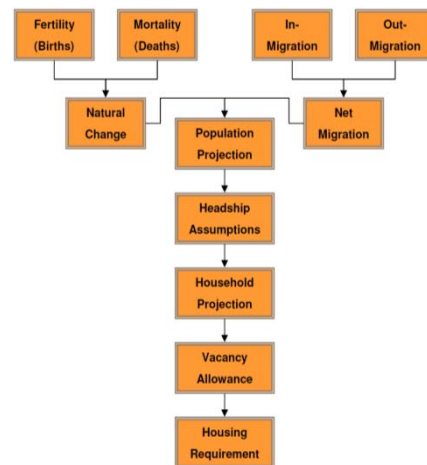 Fertility
(Births)
Mortality
(Deaths)
In-
Migration
Out-
Migration
Natural
Change
Net
Migration
Population
Projection
Headship
Assumptions
Household
Projection
Vacancy
Allowance
Housing
Requirement